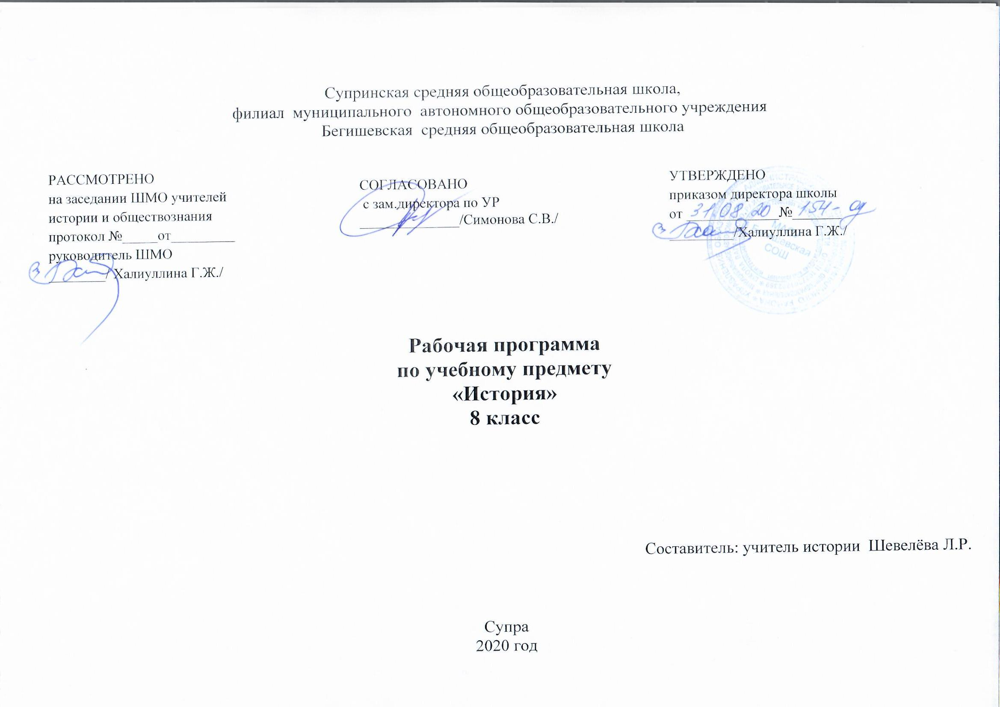 Супринская средняя общеобразовательная школа,
филиал муниципального автономного общеобразовательного учреждения
Бегишевская средняя общеобразовательная школа
РАССМОТРЕНО
на заседании ШМО учителей
истории и обществознания
протокол №_____от_________
руководитель ШМО
________/ Халиуллина Г.Ж./
СОГЛАСОВАНО
с зам.директора по УР
______________/Симонова С.В./
УТВЕРЖДЕНО
приказом директора школы
от 31.08.20 № 154-од
_________/Халиуллина Г.Ж./
МАОУ
Бегишевская
СОШ
Рабочая программа
по учебному предмету
«История»
8 класс
Составитель: учитель истории Шевелёва Л.Р.
Супра
2020 год